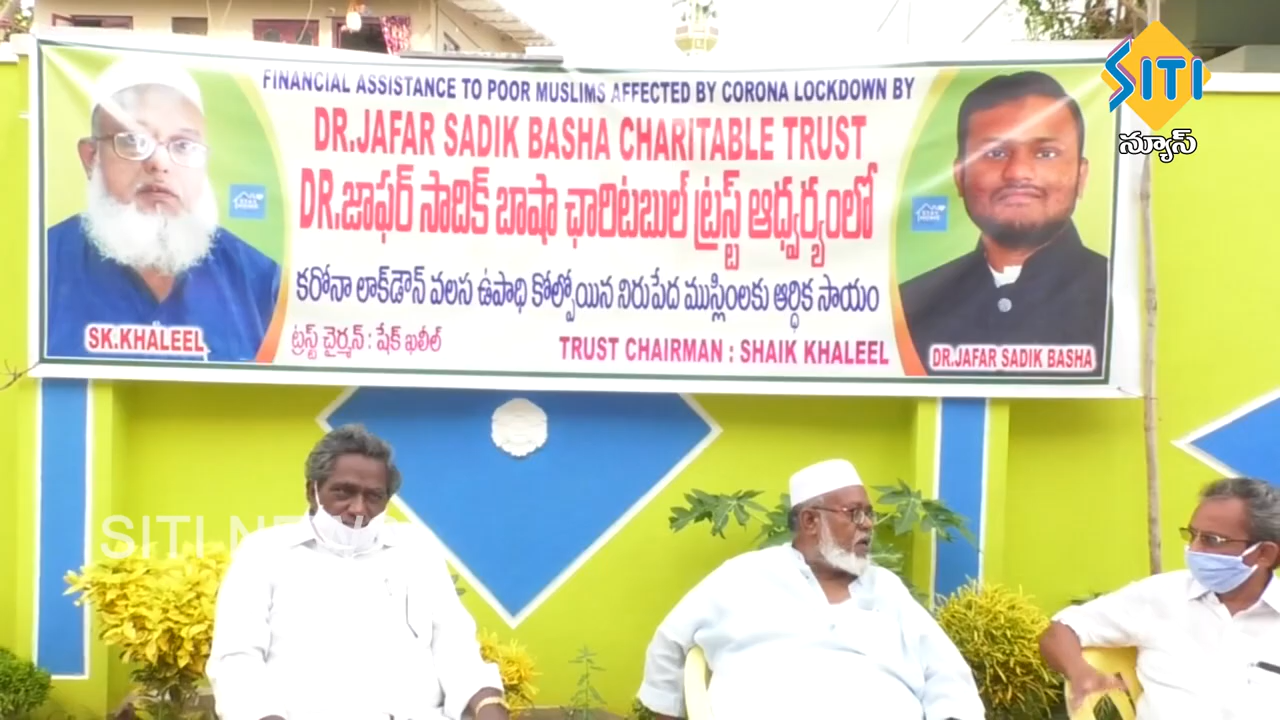 FINANCIAL ASSISTANCE TO POOR MUSLIMS AFFECTED BY CORONA LOCKDOWN BY
DR.JAFAR SADIK BASHA CHARITABLE TRUST
DR.జాఫర్ సాదిక్ బాషా ఛారిటబుల్ ట్రస్ట్ ఆధ్వర్యంలో
కరోనా లాక్‌డౌన్ వలస ఉపాధి కోల్పోయిన నిరుపేద ముస్లింలకు ఆర్ధిక సాయం
ట్రస్ట్ చైర్మన్ : షేక్ ఖలీల్
TRUST CHAIRMAN : SHAIK KHALEEL
SK.KHALEEL
DR.JAFAR SADIK BASHA
SITI
న్యూస్
SITI NEWS